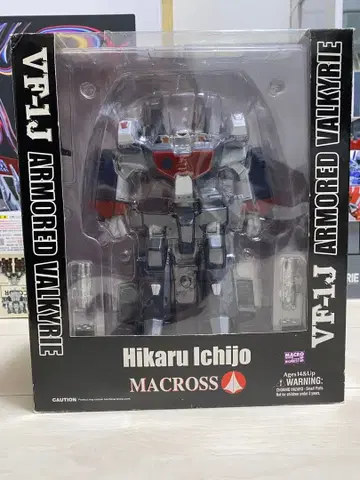 VF-1J ARMORED VALKYRIE
VF-1J ARMORED VALKYRIE
Hikaru Ichijo
MACROSS
Ages 14 & Up
CAUTION